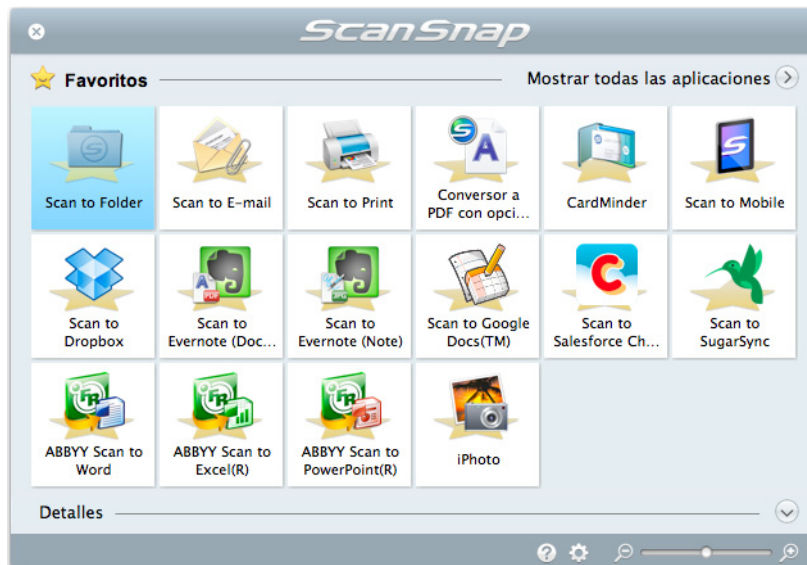 ScanSnap
Favoritos
Mostrar todas las aplicaciones
Scan to Folder
Scan to E-mail
Scan to Print
Conversor a
PDF con opci...
CardMinder
Scan to Mobile
Scan to
Dropbox
Scan to
Evernote (Doc...
Scan to
Evernote (Note)
Scan to Google
Docs(TM)
Scan to
Salesforce Ch...
Scan to
SugarSync
ABBYY Scan to
Word
ABBYY Scan to
Excel(R)
ABBYY Scan to
PowerPoint(R)
iPhoto
Detalles